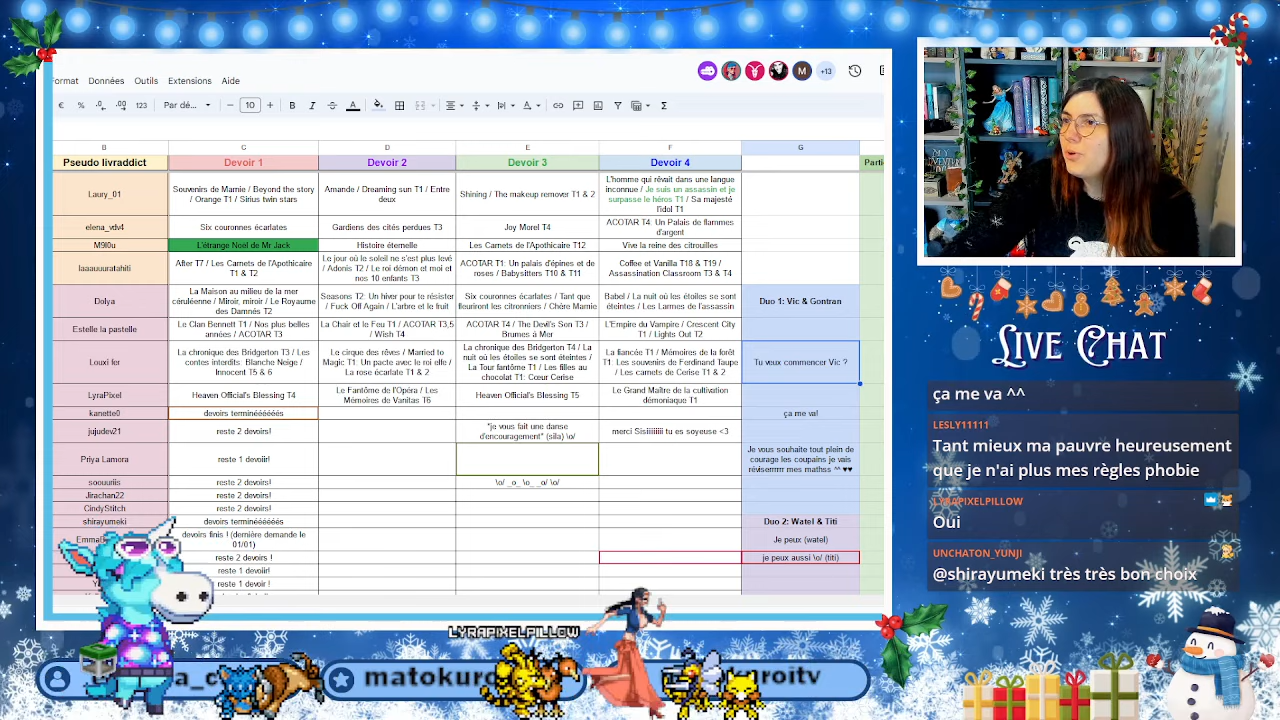 Format Données Outils Extensions Aide
+13
€ % .0 .00 123 Par dé... − 10 + B I A Σ
B C D E F G
Pseudo livraddict Devoir 1 Devoir 2 Devoir 3 Devoir 4 Parti
Laury_01
Souvenirs de Mamie / Beyond the story
/ Orange T1 / Sirius twin stars
Amande / Dreaming sun T1 / Entre
deux
Shining / The makeup remover T1 & 2
L'homme qui rêvait dans une langue
inconnue / Je suis un assassin et je
surpasse le héros T1 / Sa majesté
l'idol T1
elena_vdv4
Six couronnes écarlates
Gardiens des cités perdues T3
Joy Morel T4
ACOTAR T4: Un Palais de flammes
d'argent
M9l0u
L'étrange Noël de Mr Jack
Histoire éternelle
Les Carnets de l'Apothicaire T12
Vive la reine des citrouilles
laaauuuratahiti
After T7 / Les Carnets de l'Apothicaire
T1 & T2
Le jour où le soleil ne s'est plus levé
/ Adonis T2 / Le roi démon et moi et
nos 10 enfants T3
ACOTAR T1: Un palais d'épines et de
roses / Babysitters T10 & T11
Coffee et Vanilla T18 & T19 /
Assassination Classroom T3 & T4
Dolya
La Maison au milieu de la mer
céruléenne / Miroir, miroir / Le Royaume
des Damnés T2
Seasons T2: Un hiver pour te résister
/ Fuck Off Again / L'arbre et le fruit
Six couronnes écarlates / Tant que
fleuriront les citronniers / Chère Mamie
Babel / La nuit où les étoiles se sont
éteintes / Les Larmes de l'assassin
Duo 1: Vic & Gontran
Estelle la pastelle
Le Clan Bennett T1 / Nos plus belles
années / ACOTAR T3
La Chair et le Feu T1 / ACOTAR T3,5
/ Wish T4
ACOTAR T4 / The Devil's Son T3 /
Brumes à Mer
L'Empire du Vampire / Crescent City
T1 / Lights Out T2
Louxi fer
La chronique des Bridgerton T3 / Les
contes interdits : Blanche Neige /
Innocent T5 & 6
Le cirque des rêves / Married to
Magic T1: Un pacte avec le roi elfe /
La rose écarlate T1 & 2
La chronique des Bridgerton T4 / La
nuit où les étoiles se sont éteintes /
La Tour fantôme T1 / Les filles au
chocolat T1: Cœur Cerise
La fiancée T1 / Mémoires de la forêt
T1: Les souvenirs de Ferdinand Taupe
/ Les carnets de Cerise T1 & 2
Tu veux commencer Vic ?
LyraPixel
Heaven Official's Blessing T4
Le Fantôme de l'Opéra / Les
Mémoires de Vanitas T6
Heaven Official's Blessing T5
Le Grand Maître de la cultivation
démoniaque T1
kanette0
devoirs terminééééés
ça me va!
jujudev21
reste 2 devoirs!
"je vous fait une danse
d'encouragement" (sila) \o/
merci Sisiiiiiiii tu es soyeuse <3
Priya Lamora
reste 1 devoiir!
Je vous souhaite tout plein de
courage les coupains je vais
réviserrrrrr mes mathss ^^ ♥♥
soouuriis
reste 2 devoirs!
\o/ _o_ \o_ _o/ \o/
Jirachan22
reste 2 devoirs!
CindyStitch
reste 2 devoirs!
shirayumeki
devoirs terminééééés
Duo 2: Watel & Titi
devoirs finis ! (dernière demande le
01/01)
Je peux (watel)
reste 2 devoirs !
je peux aussi \o/ (titi)
reste 1 devoiir!
reste 1 devoir !
LYRAPIXELPILLOW
LIVE CHAT
ça me va ^^
LESLY11111
Tant mieux ma pauvre heureusement
que je n'ai plus mes règles phobie
LYRAPIXELPILLOW
Oui
UNCHATON_YUNJI
@shirayumeki très très bon choix